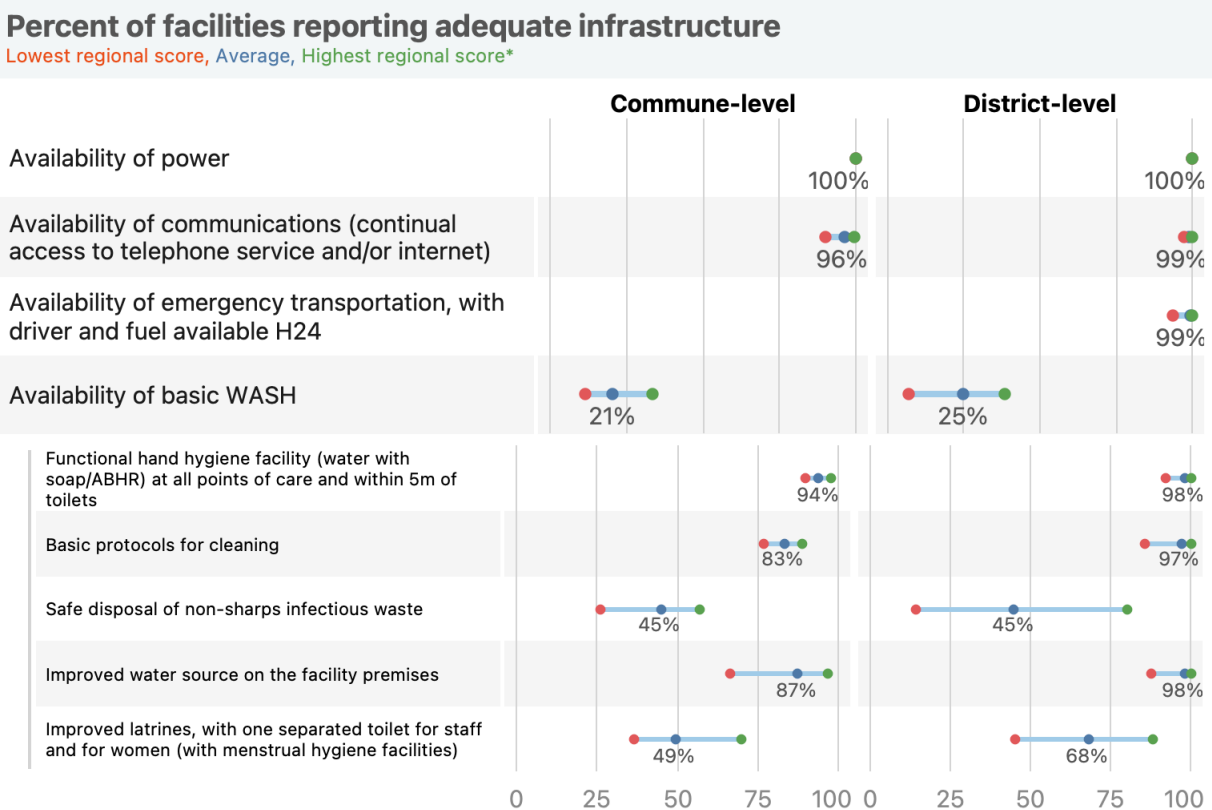 Percent of facilities reporting adequate infrastructure
Lowest regional score, Average, Highest regional score*
Commune-level District-level
Availability of power
100% 100%
Availability of communications (continual
access to telephone service and/or internet)
96% 99%
Availability of emergency transportation, with
driver and fuel available H24
99%
Availability of basic WASH
21% 25%
Functional hand hygiene facility (water with
soap/ABHR) at all points of care and within 5m of
toilets
94% 98%
Basic protocols for cleaning
83% 97%
Safe disposal of non-sharps infectious waste
45% 45%
Improved water source on the facility premises
87% 98%
Improved latrines, with one separated toilet for staff
and for women (with menstrual hygiene facilities)
49% 68%
0 25 50 75 100 0 25 50 75 100